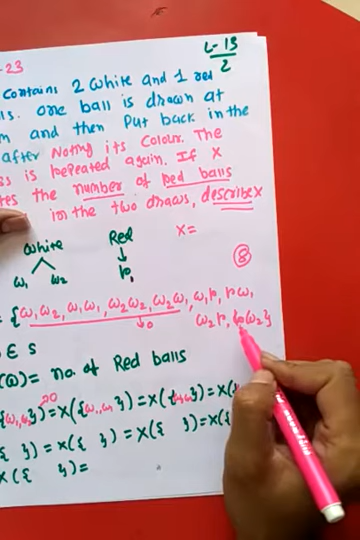 L-13
2
-23
contains 2 white and 1 red
lls. one ball is drawn at
m and then put back in the
after Noting its Colour. The
ss is repeated again. If X
tes the number of red balls
in the two draws, describe X
X=
White
Red
ω₁ ω₂ r,
⑧
= {ω₁ω₂, ω₁ω₁, ω₂ω₂, ω₂ω₁, ω₁r, rω₁
ω₂r, rω₂}
→0
∈ S
(ω) = no. of Red balls
{ }) = X({ }) = X({ }) = X({
X({ }) =